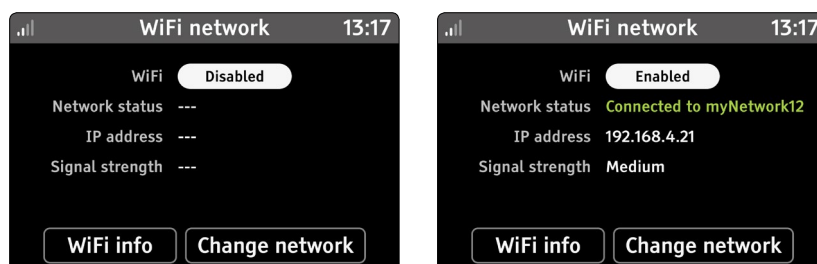 WiFi network 13:17
WiFi Disabled
Network status ---
IP address ---
Signal strength ---
WiFi info Change network
WiFi network 13:17
WiFi Enabled
Network status Connected to myNetwork12
IP address 192.168.4.21
Signal strength Medium
WiFi info Change network